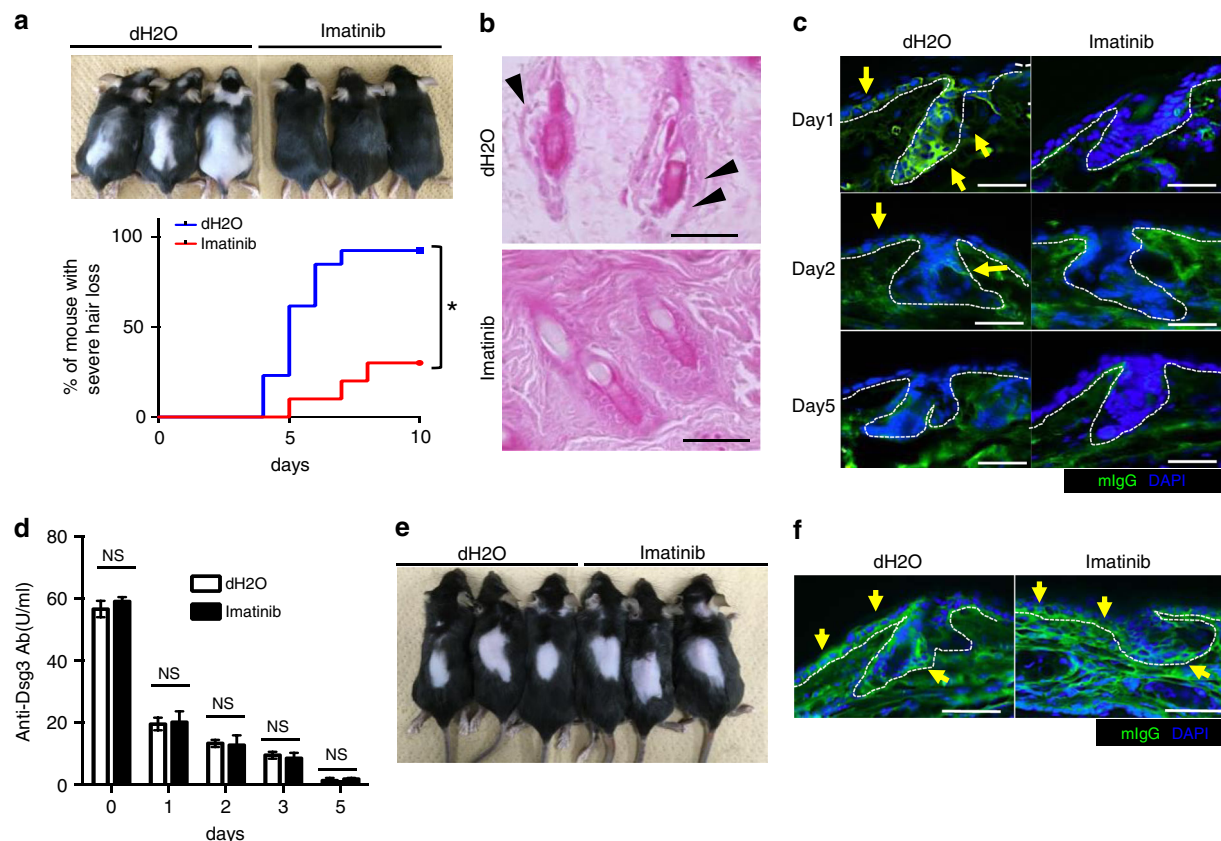 a
dH2O Imatinib
dH2O
Imatinib
% of mouse with
severe hair loss
100
50
0
*
0 5 10
days
b
dH2O
Imatinib
c
dH2O Imatinib
Day1
Day2
Day5
mIgG DAPI
d
Anti-Dsg3 Ab(U/ml)
80
60
40
20
0
NS
NS
NS
NS
NS
dH2O
Imatinib
0 1 2 3 5
days
e
dH2O Imatinib
f
dH2O Imatinib
mIgG DAPI